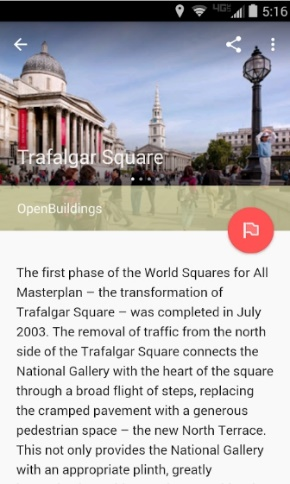 4G 5:16
Trafalgar Square
OpenBuildings
The first phase of the World Squares for All
Masterplan – the transformation of
Trafalgar Square – was completed in July
2003. The removal of traffic from the north
side of the Trafalgar Square connects the
National Gallery with the heart of the square
through a broad flight of steps, replacing
the cramped pavement with a generous
pedestrian space – the new North Terrace.
This not only provides the National Gallery
with an appropriate plinth, greatly